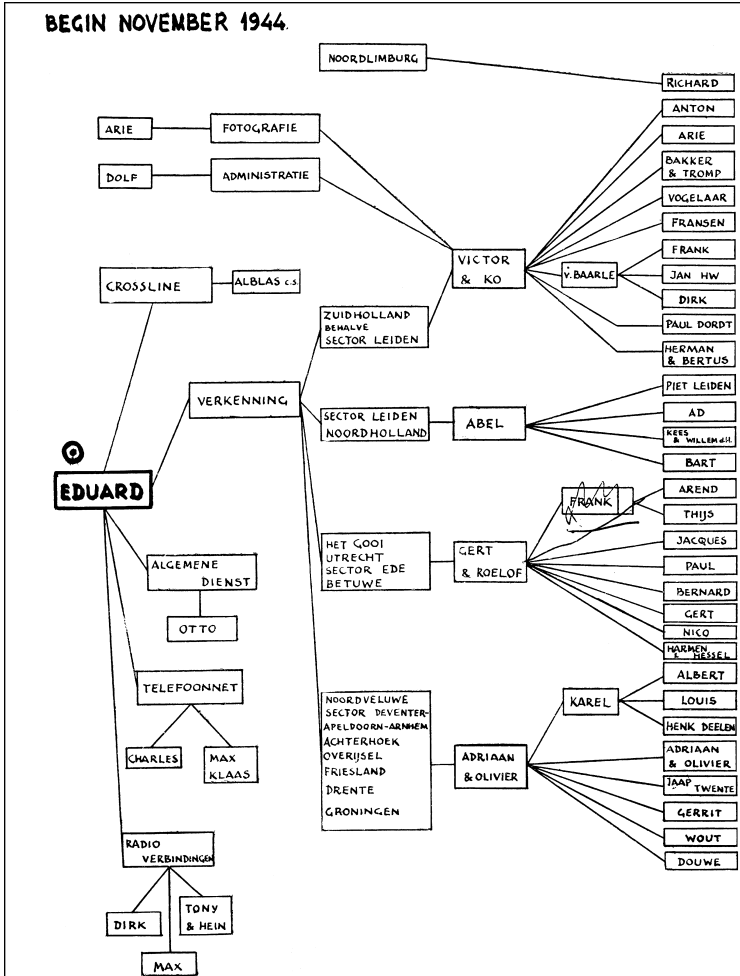 BEGIN NOVEMBER 1944.
NOORDLIMBURG
RICHARD
ARIE
FOTOGRAFIE
DOLF
ADMINISTRATIE
CROSSLINE
ALBLAS c.s.
VICTOR
& KO
ANTON
ARIE
BAKKER
& TROMP
VOGELAAR
FRANSEN
v. BAARLE
FRANK
JAN HW
DIRK
PAUL DORDT
HERMAN
& BERTUS
ZUIDHOLLAND
BEHALVE
SECTOR LEIDEN
VERKENNING
SECTOR LEIDEN
NOORDHOLLAND
ABEL
PIET LEIDEN
AD
KEES
& WILLEM d.H.
BART
EDUARD
FRANK
AREND
THIJS
HET GOOI
UTRECHT
SECTOR EDE
BETUWE
GERT
& ROELOF
JACQUES
PAUL
BERNARD
GERT
NICO
HARMEN
& HESSEL
ALGEMENE
DIENST
OTTO
TELEFOONNET
CHARLES
MAX
KLAAS
NOORDVELUWE
SECTOR DEVENTER-
APELDOORN-ARNHEM
ACHTERHOEK
OVERIJSEL
FRIESLAND
DRENTE
GRONINGEN
ADRIAAN
& OLIVIER
KAREL
ALBERT
LOUIS
HENK DEELEN
ADRIAAN
& OLIVIER
JAAP TWENTE
GERRIT
WOUT
DOUWE
RADIO
VERBINDINGEN
DIRK
TONY
& HEIN
MAX